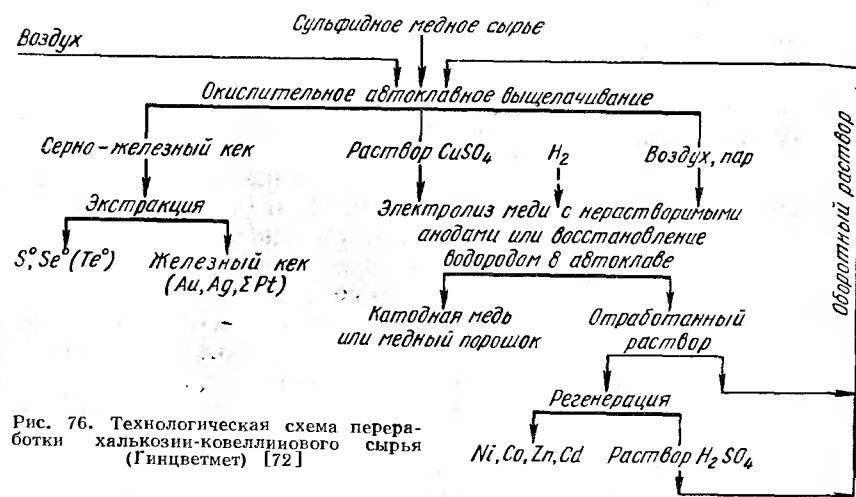 Сульфидное медное сырье
Воздух
Окислительное автоклавное выщелачивание
Серно-железный кек
Раствор CuSO₄
H₂
Воздух, пар
Экстракция
Электролиз меди с нерастворимыми
анодами или восстановление
водородом в автоклаве
S°, Se° (Te°)
Железный кек
(Au, Ag, ΣPt)
Оборотный раствор
Катодная медь
или медный порошок
Отработанный
раствор
Регенерация
Ni, Co, Zn, Cd
Раствор H₂SO₄
Рис. 76. Технологическая схема перера-
ботки халькозин-ковеллинового сырья
(Гинцветмет) [72]